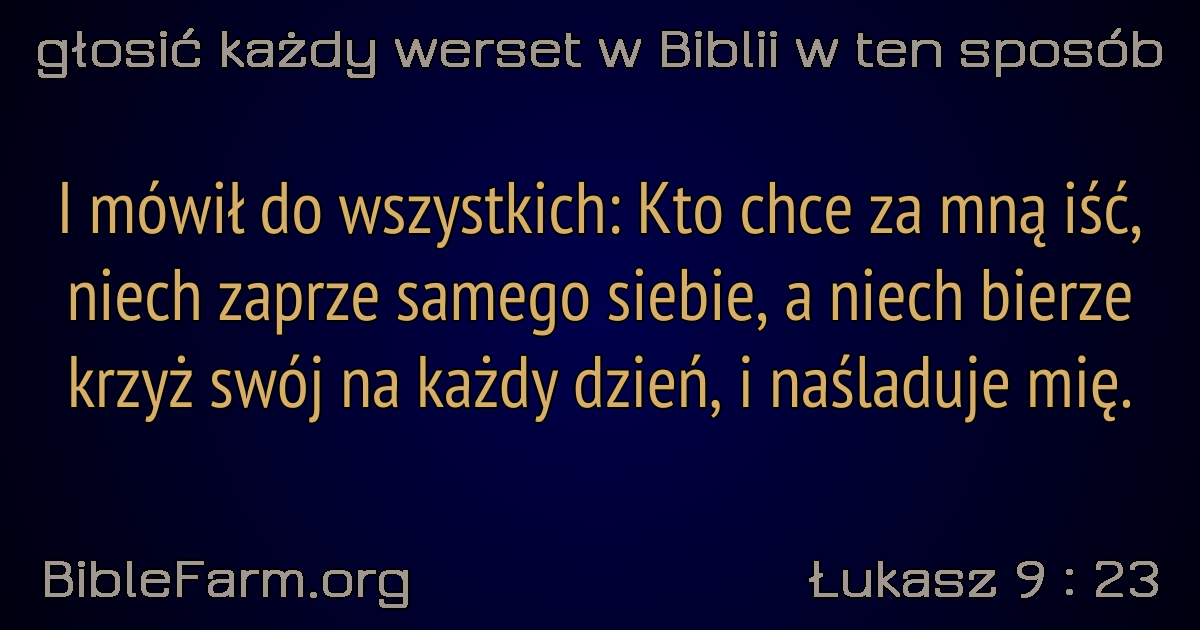 głosić każdy werset w Biblii w ten sposób
I mówił do wszystkich: Kto chce za mną iść,
niech zaprze samego siebie, a niech bierze
krzyż swój na każdy dzień, i naśladuje mię.
BibleFarm.org
Łukasz 9 : 23